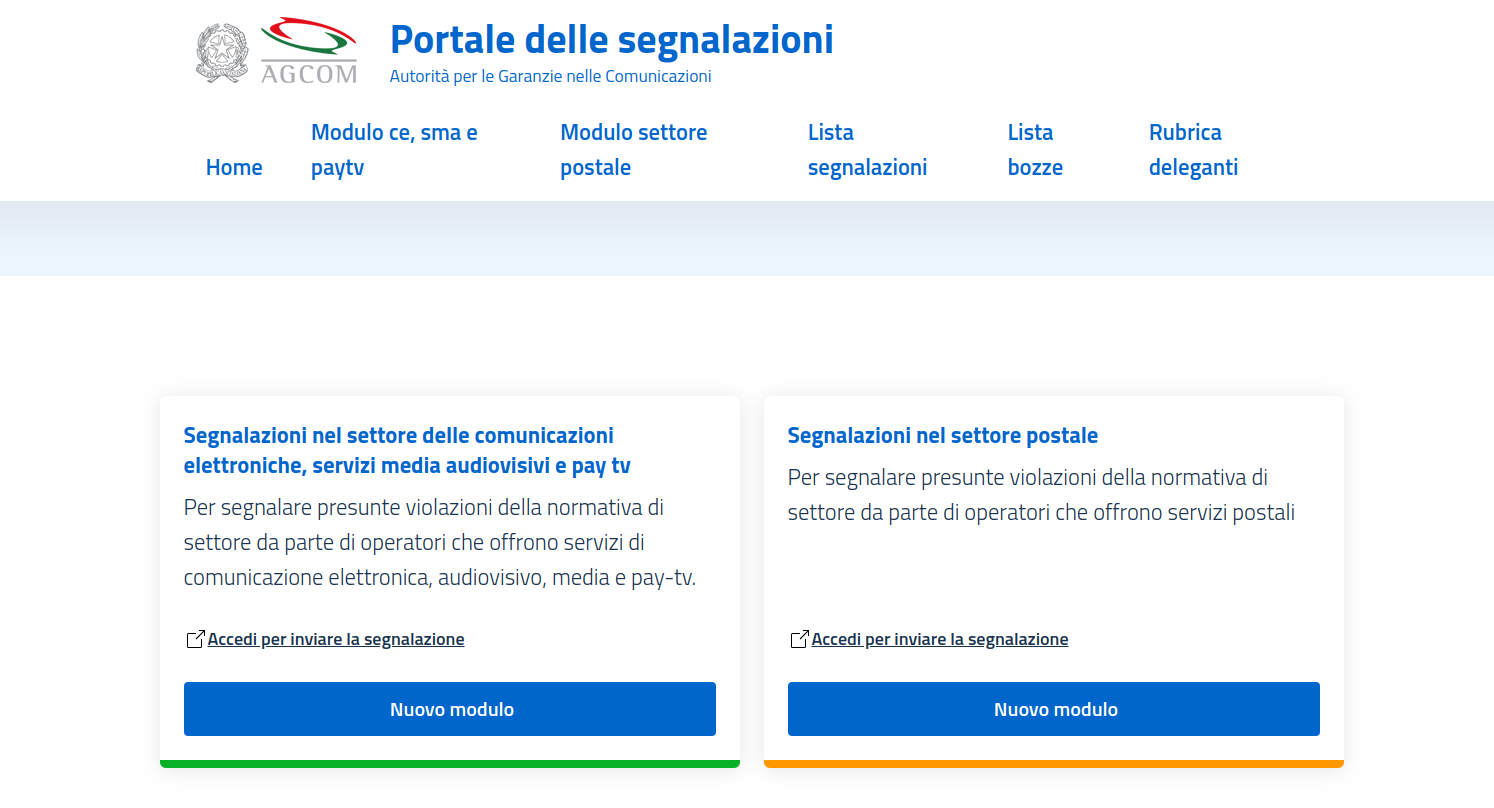 AGCOM
Portale delle segnalazioni
Autorità per le Garanzie nelle Comunicazioni
Home
Modulo ce, sma e
paytv
Modulo settore
postale
Lista
segnalazioni
Lista
bozze
Rubrica
deleganti
Segnalazioni nel settore delle comunicazioni
elettroniche, servizi media audiovisivi e pay tv
Per segnalare presunte violazioni della normativa di
settore da parte di operatori che offrono servizi di
comunicazione elettronica, audiovisivo, media e pay-tv.
Accedi per inviare la segnalazione
Nuovo modulo
Segnalazioni nel settore postale
Per segnalare presunte violazioni della normativa di
settore da parte di operatori che offrono servizi postali
Accedi per inviare la segnalazione
Nuovo modulo